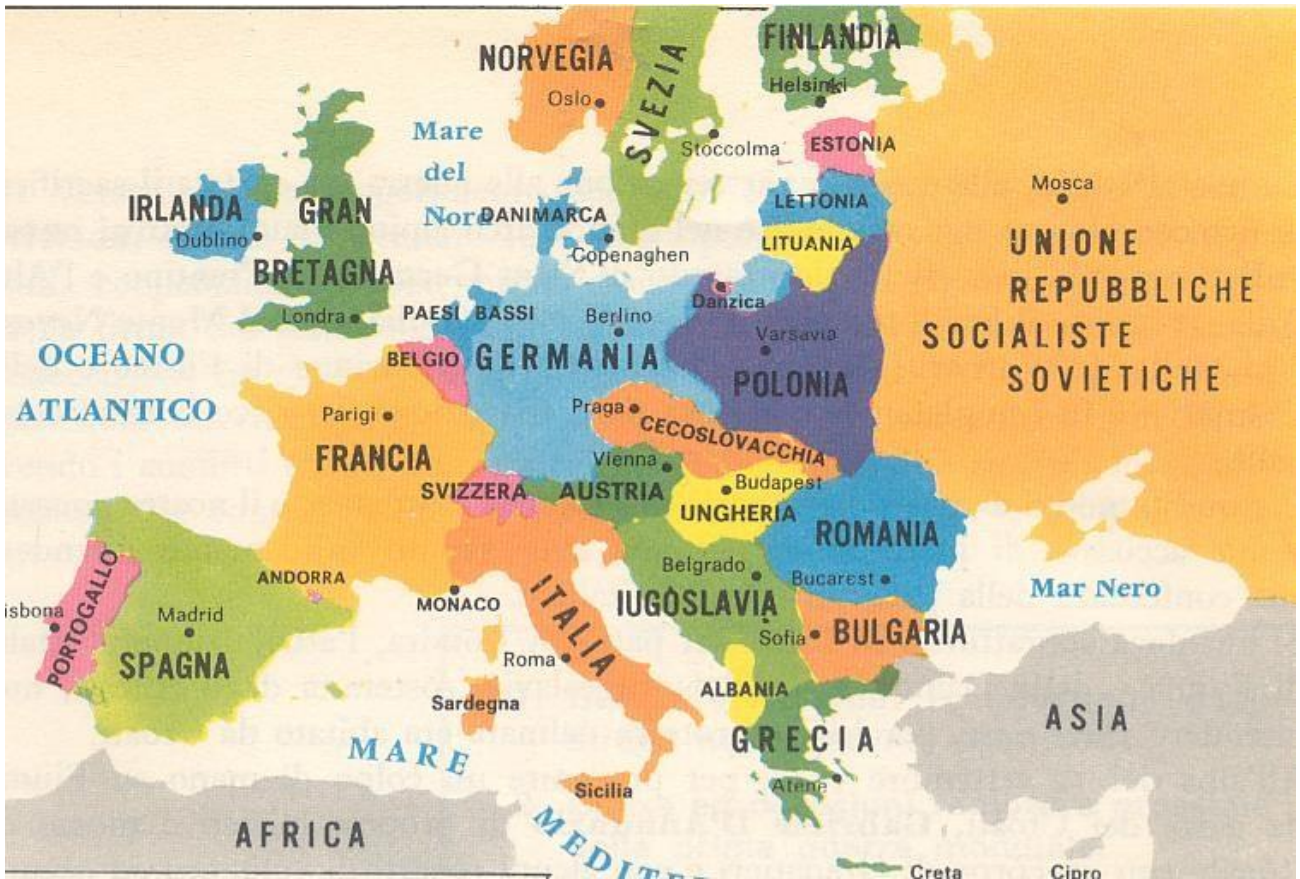 NORVEGIA
Oslo
SVEZIA
FINLANDIA
Helsinki
Stoccolma
ESTONIA
LETTONIA
LITUANIA
Mosca
UNIONE
REPUBBLICHE
SOCIALISTE
SOVIETICHE
Mare
del
Nord
DANIMARCA
Copenaghen
IRLANDA
Dublino
GRAN
BRETAGNA
Londra
PAESI BASSI
BELGIO
Berlino
GERMANIA
Danzica
Varsavia
POLONIA
OCEANO
ATLANTICO
Parigi
FRANCIA
Praga
CECOSLOVACCHIA
Vienna
AUSTRIA
SVIZZERA
Budapest
UNGHERIA
ROMANIA
Bucarest
Belgrado
IUGOSLAVIA
Sofia
BULGARIA
Mar Nero
ANDORRA
MONACO
ITALIA
Roma
isbona
PORTOGALLO
Madrid
SPAGNA
Sardegna
ALBANIA
GRECIA
Atene
ASIA
MARE
MEDITER
Sicilia
AFRICA
Creta
Cipro